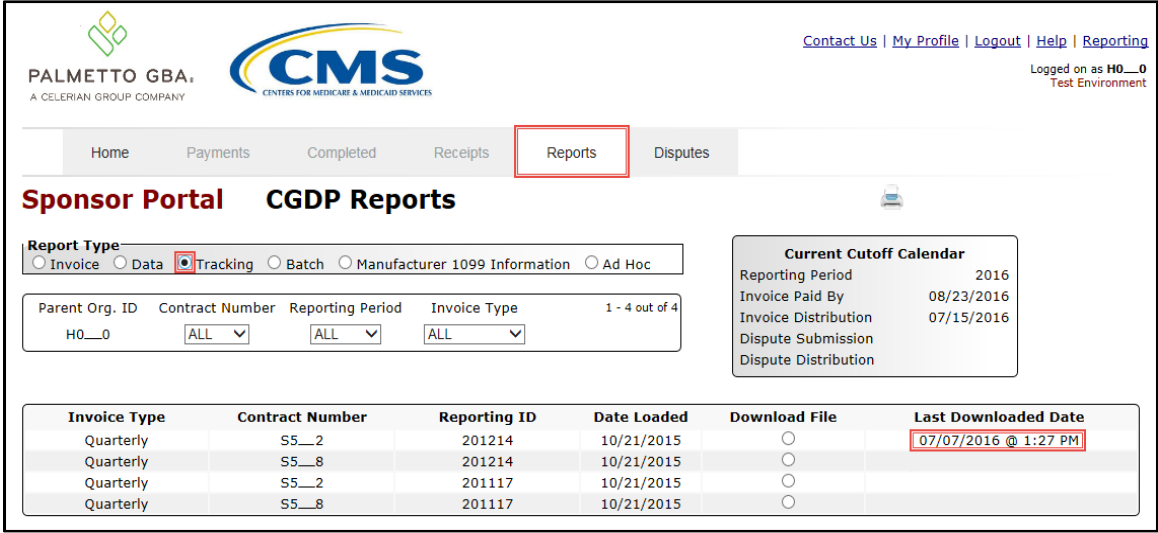 PALMETTO GBA.
A CELERIAN GROUP COMPANY
CMS
CENTERS FOR MEDICARE & MEDICAID SERVICES
Contact Us | My Profile | Logout | Help | Reporting
Logged on as H0__0
Test Environment
Home Payments Completed Receipts Reports Disputes
Sponsor Portal CGDP Reports
Report Type
Invoice Data Tracking Batch Manufacturer 1099 Information Ad Hoc
Parent Org. ID Contract Number Reporting Period Invoice Type 1 - 4 out of 4
H0__0 ALL ALL ALL
Current Cutoff Calendar
Reporting Period 2016
Invoice Paid By 08/23/2016
Invoice Distribution 07/15/2016
Dispute Submission
Dispute Distribution
Invoice Type Contract Number Reporting ID Date Loaded Download File Last Downloaded Date
Quarterly S5__2 201214 10/21/2015 07/07/2016 @ 1:27 PM
Quarterly S5__8 201214 10/21/2015
Quarterly S5__2 201117 10/21/2015
Quarterly S5__8 201117 10/21/2015